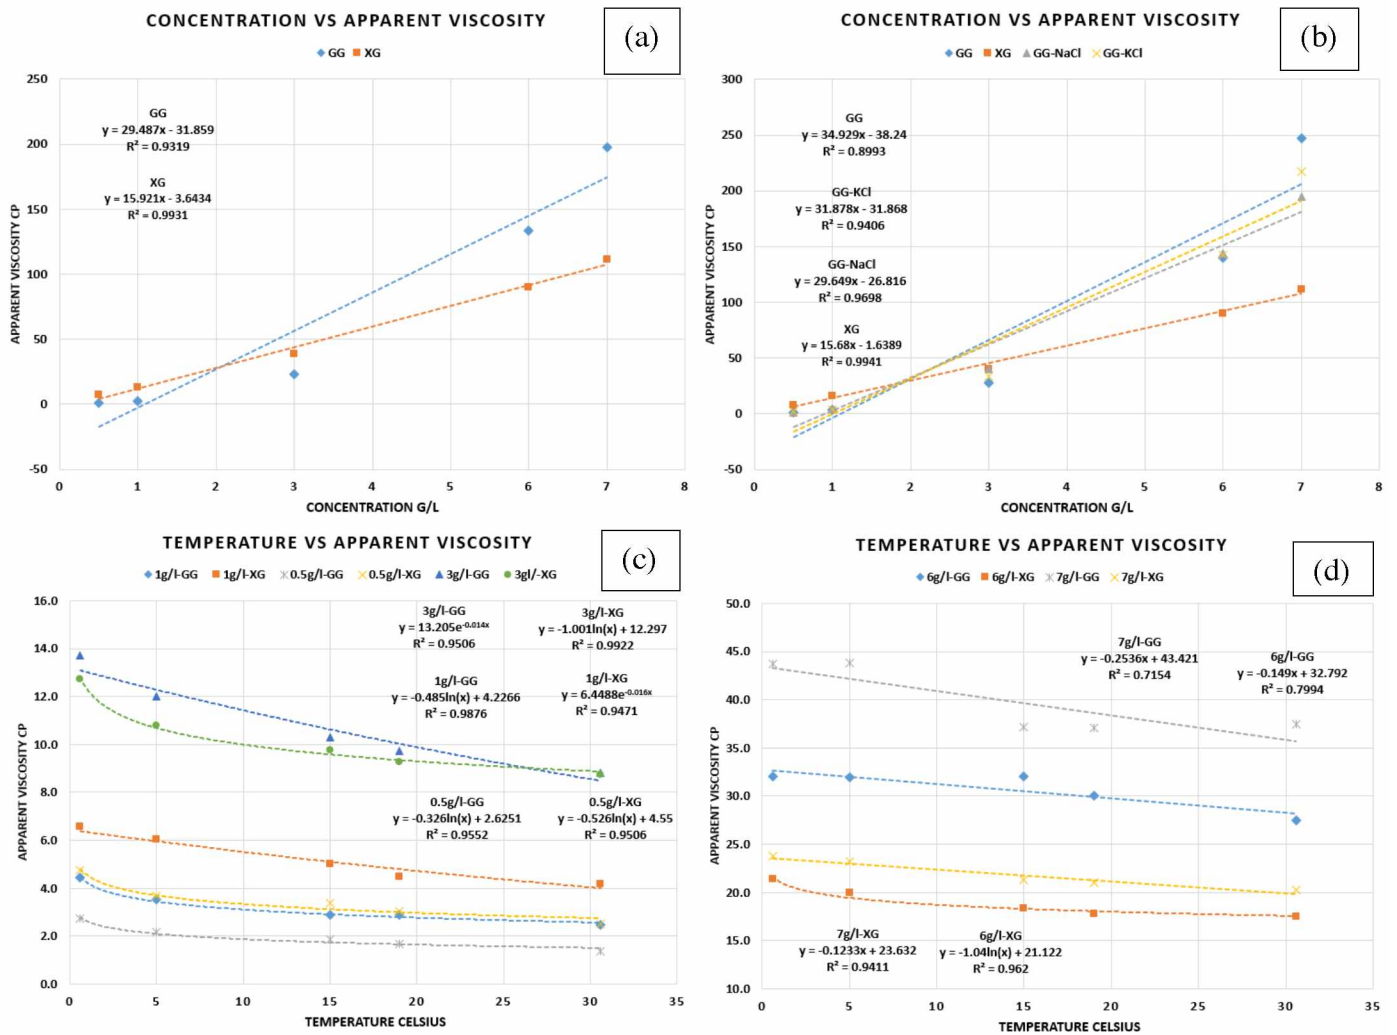 CONCENTRATION VS APPARENT VISCOSITY
(a)
GG XG
250
200
150
100
50
0
-50
APPARENT VISCOSITY CP
GG
y = 29.487x - 31.859
R² = 0.9319
XG
y = 15.921x - 3.6434
R² = 0.9931
0 1 3 4 6 7 8
CONCENTRATION G/L
CONCENTRATION VS APPARENT VISCOSITY
(b)
GG XG GG-NaCl GG-KCl
300
250
200
150
100
50
0
-50
APPARENT VISCOSITY CP
GG
y = 34.929x - 38.24
R² = 0.8993
GG-KCl
y = 31.878x - 31.868
R² = 0.9406
GG-NaCl
y = 29.649x - 26.816
R² = 0.9698
XG
y = 15.68x - 1.6389
R² = 0.9941
0 1 2 3 4 6 7 8
CONCENTRATION G/L
TEMPERATURE VS APPARENT VISCOSITY
(c)
1g/l-GG 1g/l-XG 0.5g/l-GG 0.5g/l-XG 3g/l-GG 3gl/-XG
16.0
14.0
12.0
10.0
8.0
6.0
4.0
2.0
0.0
APPARENT VISCOSITY CP
3g/l-GG
y = 13.205e-0.014x
R² = 0.9506
3g/l-XG
y = -1.001ln(x) + 12.297
R² = 0.9922
1g/l-GG
y = -0.485ln(x) + 4.2266
R² = 0.9876
1g/l-XG
y = 6.4488e-0.016x
R² = 0.9471
0.5g/l-GG
y = -0.326ln(x) + 2.6251
R² = 0.9552
0.5g/l-XG
y = -0.526ln(x) + 4.55
R² = 0.9506
0 5 10 15 20 25 30 35
TEMPERATURE CELSIUS
TEMPERATURE VS APPARENT VISCOSITY
(d)
6g/l-GG 6g/l-XG 7g/l-GG 7g/l-XG
45.0
50.0
40.0
35.0
30.0
25.0
20.0
15.0
10.0
APPARENT VISCOSITY CP
7g/l-GG
y = -0.2536x + 43.421
R² = 0.7154
6g/l-GG
y = -0.149x + 32.792
R² = 0.7994
7g/l-XG
y = -0.1233x + 23.632
R² = 0.9411
6g/l-XG
y = -1.04ln(x) + 21.122
R² = 0.962
0 5 10 15 20 25 30 35
TEMPERATURE CELSIUS